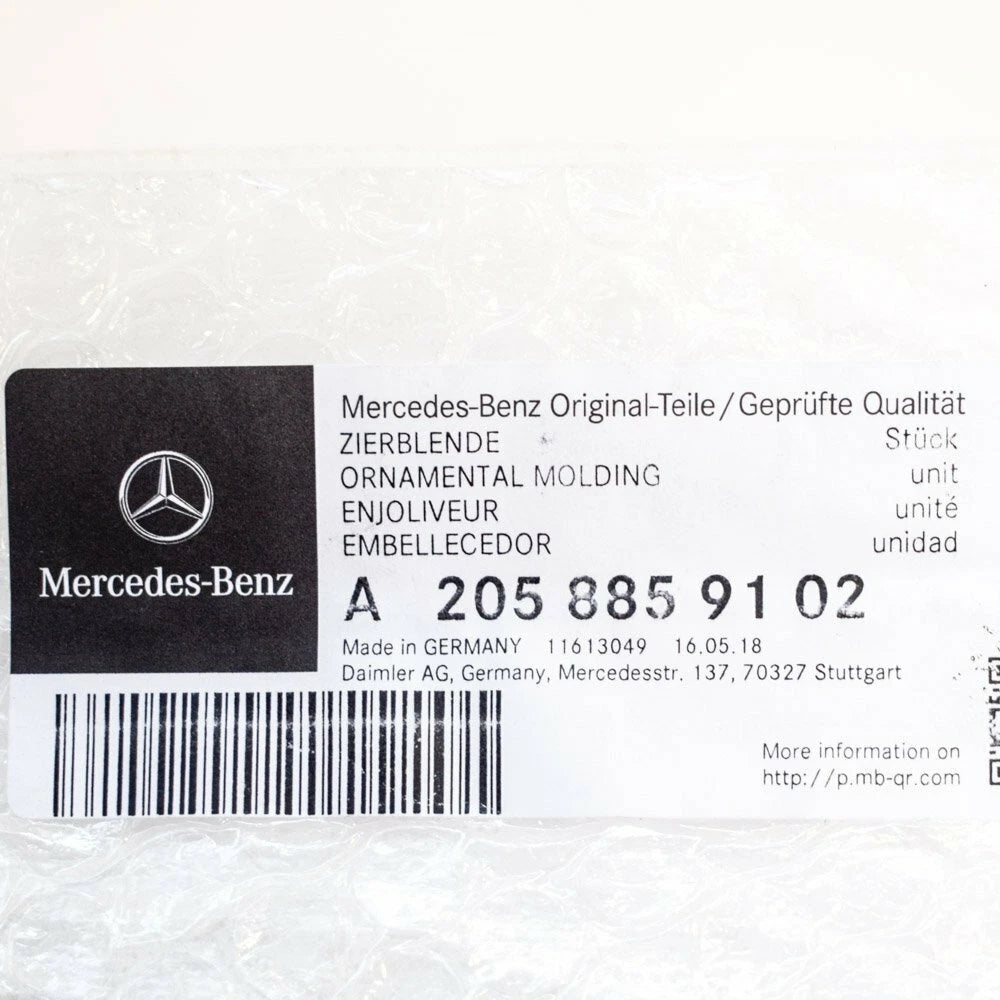 Mercedes-Benz Original-Teile/Geprüfte Qualität
ZIERBLENDE Stück
ORNAMENTAL MOLDING unit
ENJOLIVEUR unité
EMBELLECEDOR unidad
Mercedes-Benz
A 205 885 91 02
Made in GERMANY 11613049 16.05.18
Daimler AG, Germany, Mercedesstr. 137, 70327 Stuttgart
More information on
http://p.mb-qr.com